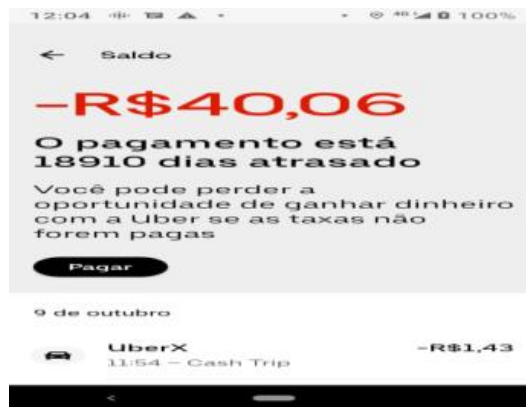 12:04
4G 100%
Saldo
-R$40,06
O pagamento está
18910 dias atrasado
Você pode perder a
oportunidade de ganhar dinheiro
com a Uber se as taxas não
forem pagas
Pagar
9 de outubro
UberX -R$1,43
11:54 – Cash Trip